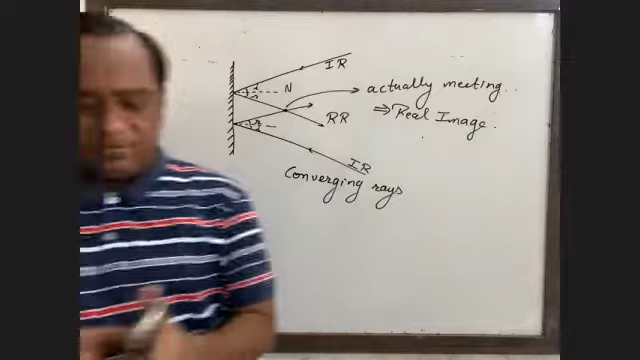 IR
N
actually meeting..
⇒ Real Image.
RR
IR
Converging rays